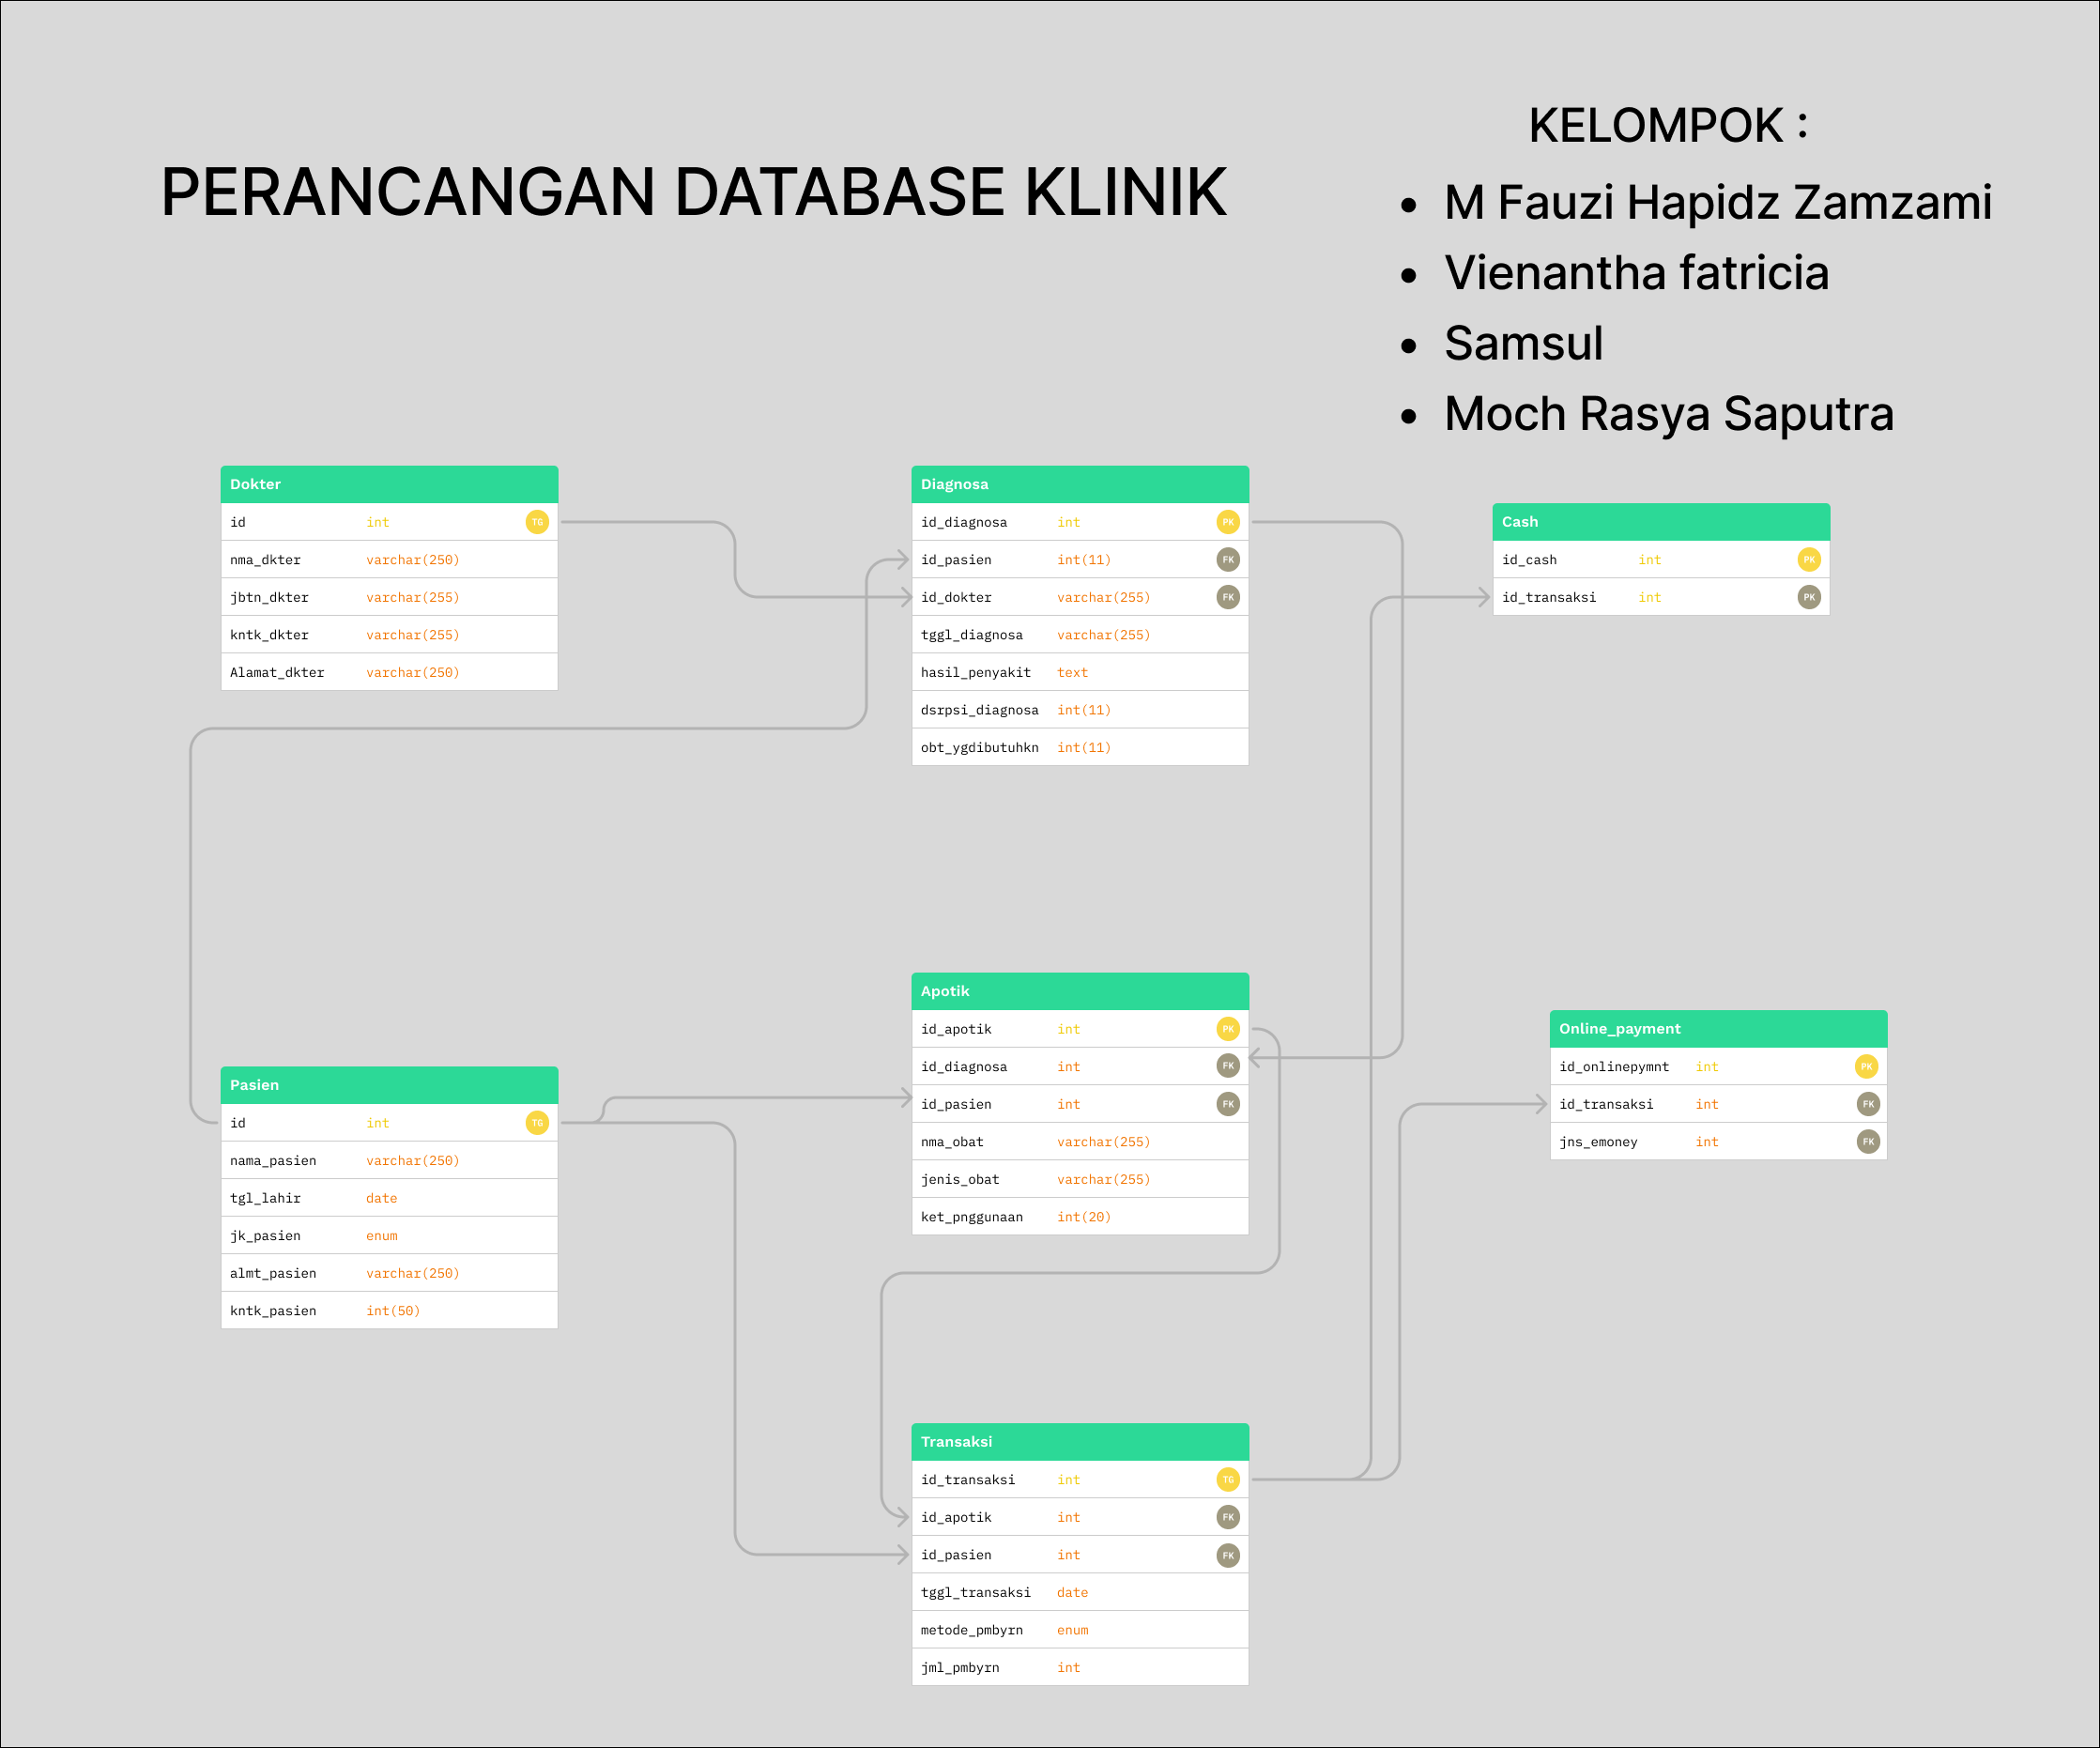 PERANCANGAN DATABASE KLINIK
KELOMPOK :
• M Fauzi Hapidz Zamzami
• Vienantha fatricia
• Samsul
• Moch Rasya Saputra
Dokter
id int TG
nma_dkter varchar(250)
jbtn_dkter varchar(255)
kntk_dkter varchar(255)
Alamat_dkter varchar(250)
Diagnosa
id_diagnosa int PK
id_pasien int(11) FK
id_dokter varchar(255) FK
tggl_diagnosa varchar(255)
hasil_penyakit text
dsrpsi_diagnosa int(11)
obt_ygdibutuhkn int(11)
Cash
id_cash int PK
id_transaksi int PK
Pasien
id int TG
nama_pasien varchar(250)
tgl_lahir date
jk_pasien enum
almt_pasien varchar(250)
kntk_pasien int(50)
Apotik
id_apotik int PK
id_diagnosa int FK
id_pasien int FK
nma_obat varchar(255)
jenis_obat varchar(255)
ket_pnggunaan int(20)
Online_payment
id_onlinepymnt int PK
id_transaksi int FK
jns_emoney int FK
Transaksi
id_transaksi int TG
id_apotik int FK
id_pasien int FK
tggl_transaksi date
metode_pmbyrn enum
jml_pmbyrn int